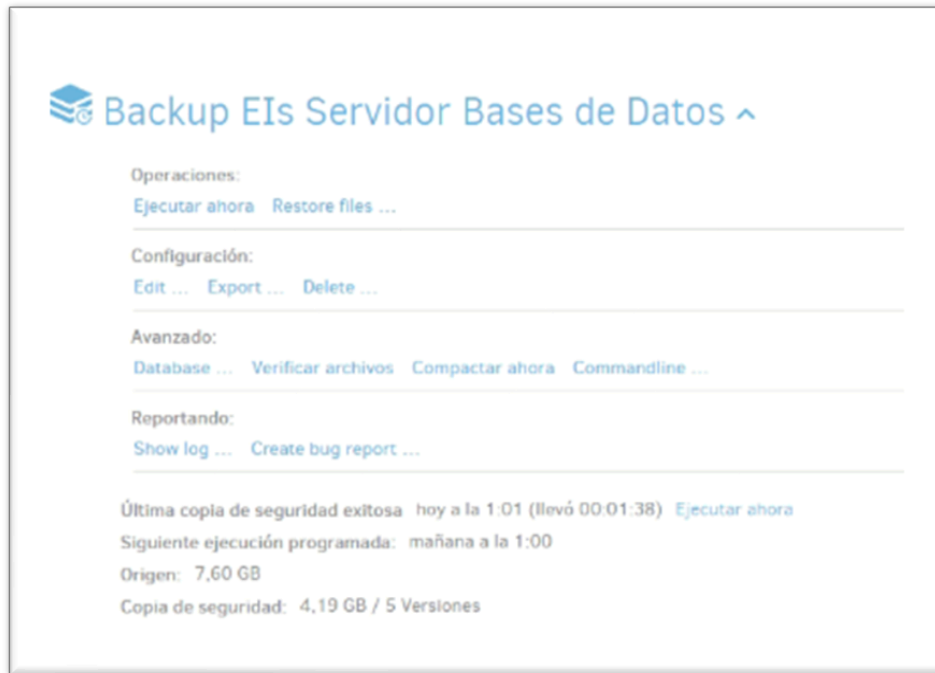 Backup EIs Servidor Bases de Datos
Operaciones:
Ejecutar ahora Restore files ...
Configuración:
Edit ... Export ... Delete ...
Avanzado:
Database ... Verificar archivos Compactar ahora Commandline ...
Reportando:
Show log ... Create bug report ...
Última copia de seguridad exitosa hoy a la 1:01 (llevó 00:01:38) Ejecutar ahora
Siguiente ejecución programada: mañana a la 1:00
Origen: 7,60 GB
Copia de seguridad: 4,19 GB / 5 Versiones